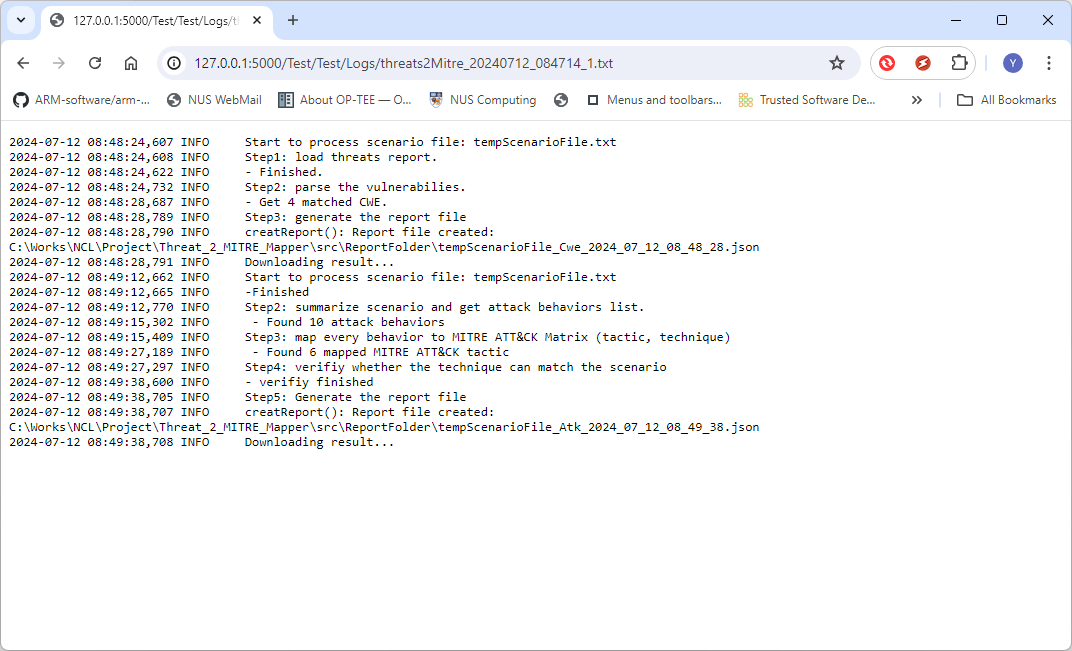 127.0.0.1:5000/Test/Test/Logs/t
127.0.0.1:5000/Test/Test/Logs/threats2Mitre_20240712_084714_1.txt
Y
ARM-software/arm-... NUS WebMail About OP-TEE — O... NUS Computing Menus and toolbars... Trusted Software De... » All Bookmarks
2024-07-12 08:48:24,607 INFO Start to process scenario file: tempScenarioFile.txt
2024-07-12 08:48:24,608 INFO Step1: load threats report.
2024-07-12 08:48:24,622 INFO - Finished.
2024-07-12 08:48:24,732 INFO Step2: parse the vulnerabilies.
2024-07-12 08:48:28,687 INFO - Get 4 matched CWE.
2024-07-12 08:48:28,789 INFO Step3: generate the report file
2024-07-12 08:48:28,790 INFO creatReport(): Report file created:
C:\Works\NCL\Project\Threat_2_MITRE_Mapper\src\ReportFolder\tempScenarioFile_Cwe_2024_07_12_08_48_28.json
2024-07-12 08:48:28,791 INFO Downloading result...
2024-07-12 08:49:12,662 INFO Start to process scenario file: tempScenarioFile.txt
2024-07-12 08:49:12,665 INFO -Finished
2024-07-12 08:49:12,770 INFO Step2: summarize scenario and get attack behaviors list.
2024-07-12 08:49:15,302 INFO - Found 10 attack behaviors
2024-07-12 08:49:15,409 INFO Step3: map every behavior to MITRE ATT&CK Matrix (tactic, technique)
2024-07-12 08:49:27,189 INFO - Found 6 mapped MITRE ATT&CK tactic
2024-07-12 08:49:27,297 INFO Step4: verifiy whether the technique can match the scenario
2024-07-12 08:49:38,600 INFO - verifiy finished
2024-07-12 08:49:38,705 INFO Step5: Generate the report file
2024-07-12 08:49:38,707 INFO creatReport(): Report file created:
C:\Works\NCL\Project\Threat_2_MITRE_Mapper\src\ReportFolder\tempScenarioFile_Atk_2024_07_12_08_49_38.json
2024-07-12 08:49:38,708 INFO Downloading result...